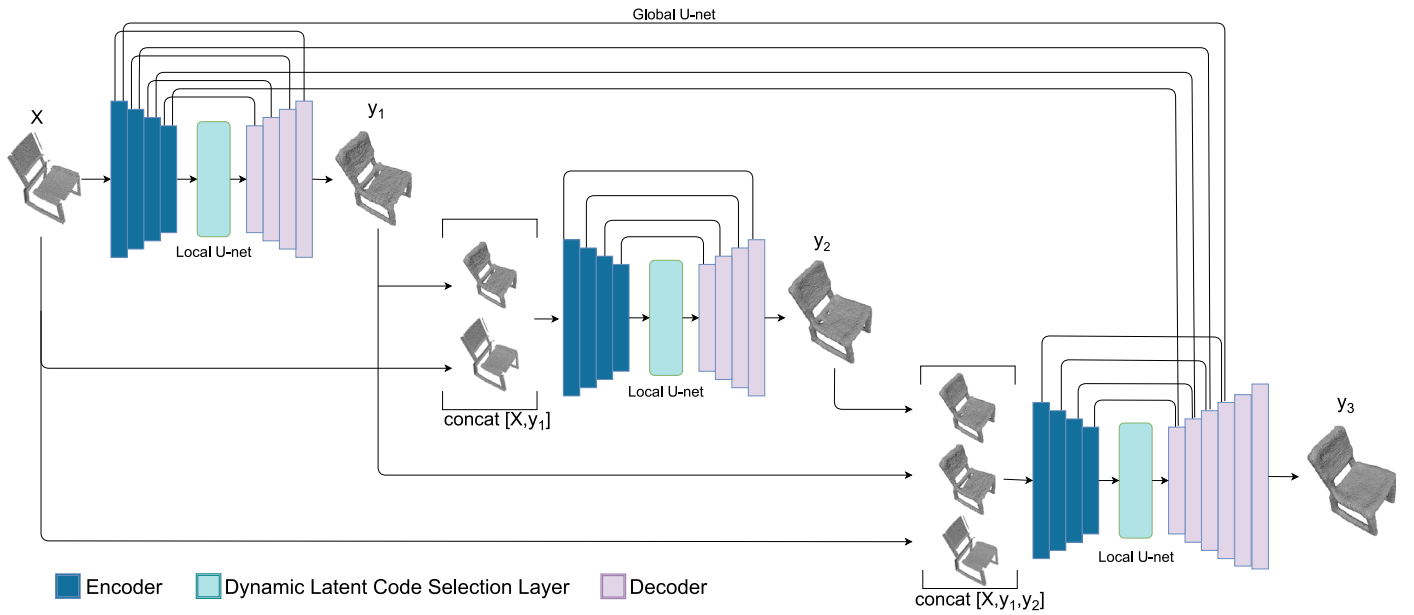 Global U-net
X
y1
Local U-net
y2
concat [X,y1]
Local U-net
y3
Local U-net
concat [X,y1,y2]
Encoder
Dynamic Latent Code Selection Layer
Decoder